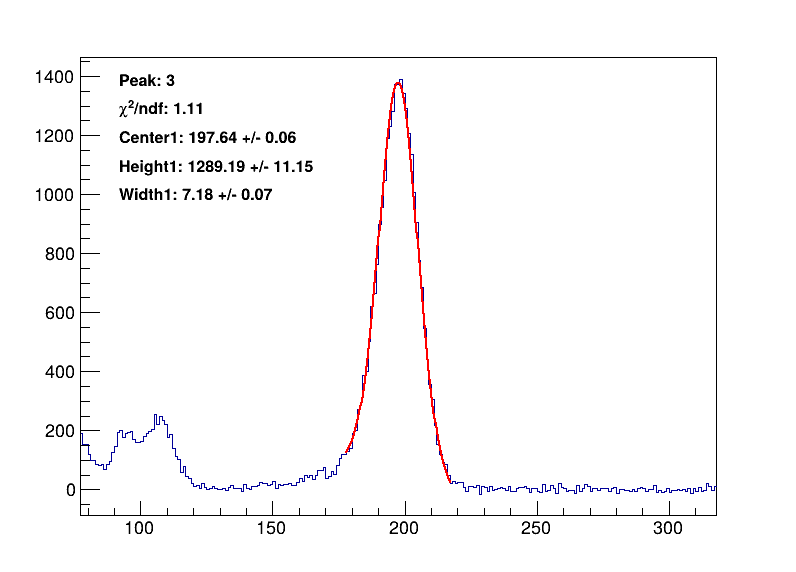 1400
1200
1000
800
600
400
200
0
Peak: 3
χ²/ndf: 1.11
Center1: 197.64 +/- 0.06
Height1: 1289.19 +/- 11.15
Width1: 7.18 +/- 0.07
100 150 200 250 300